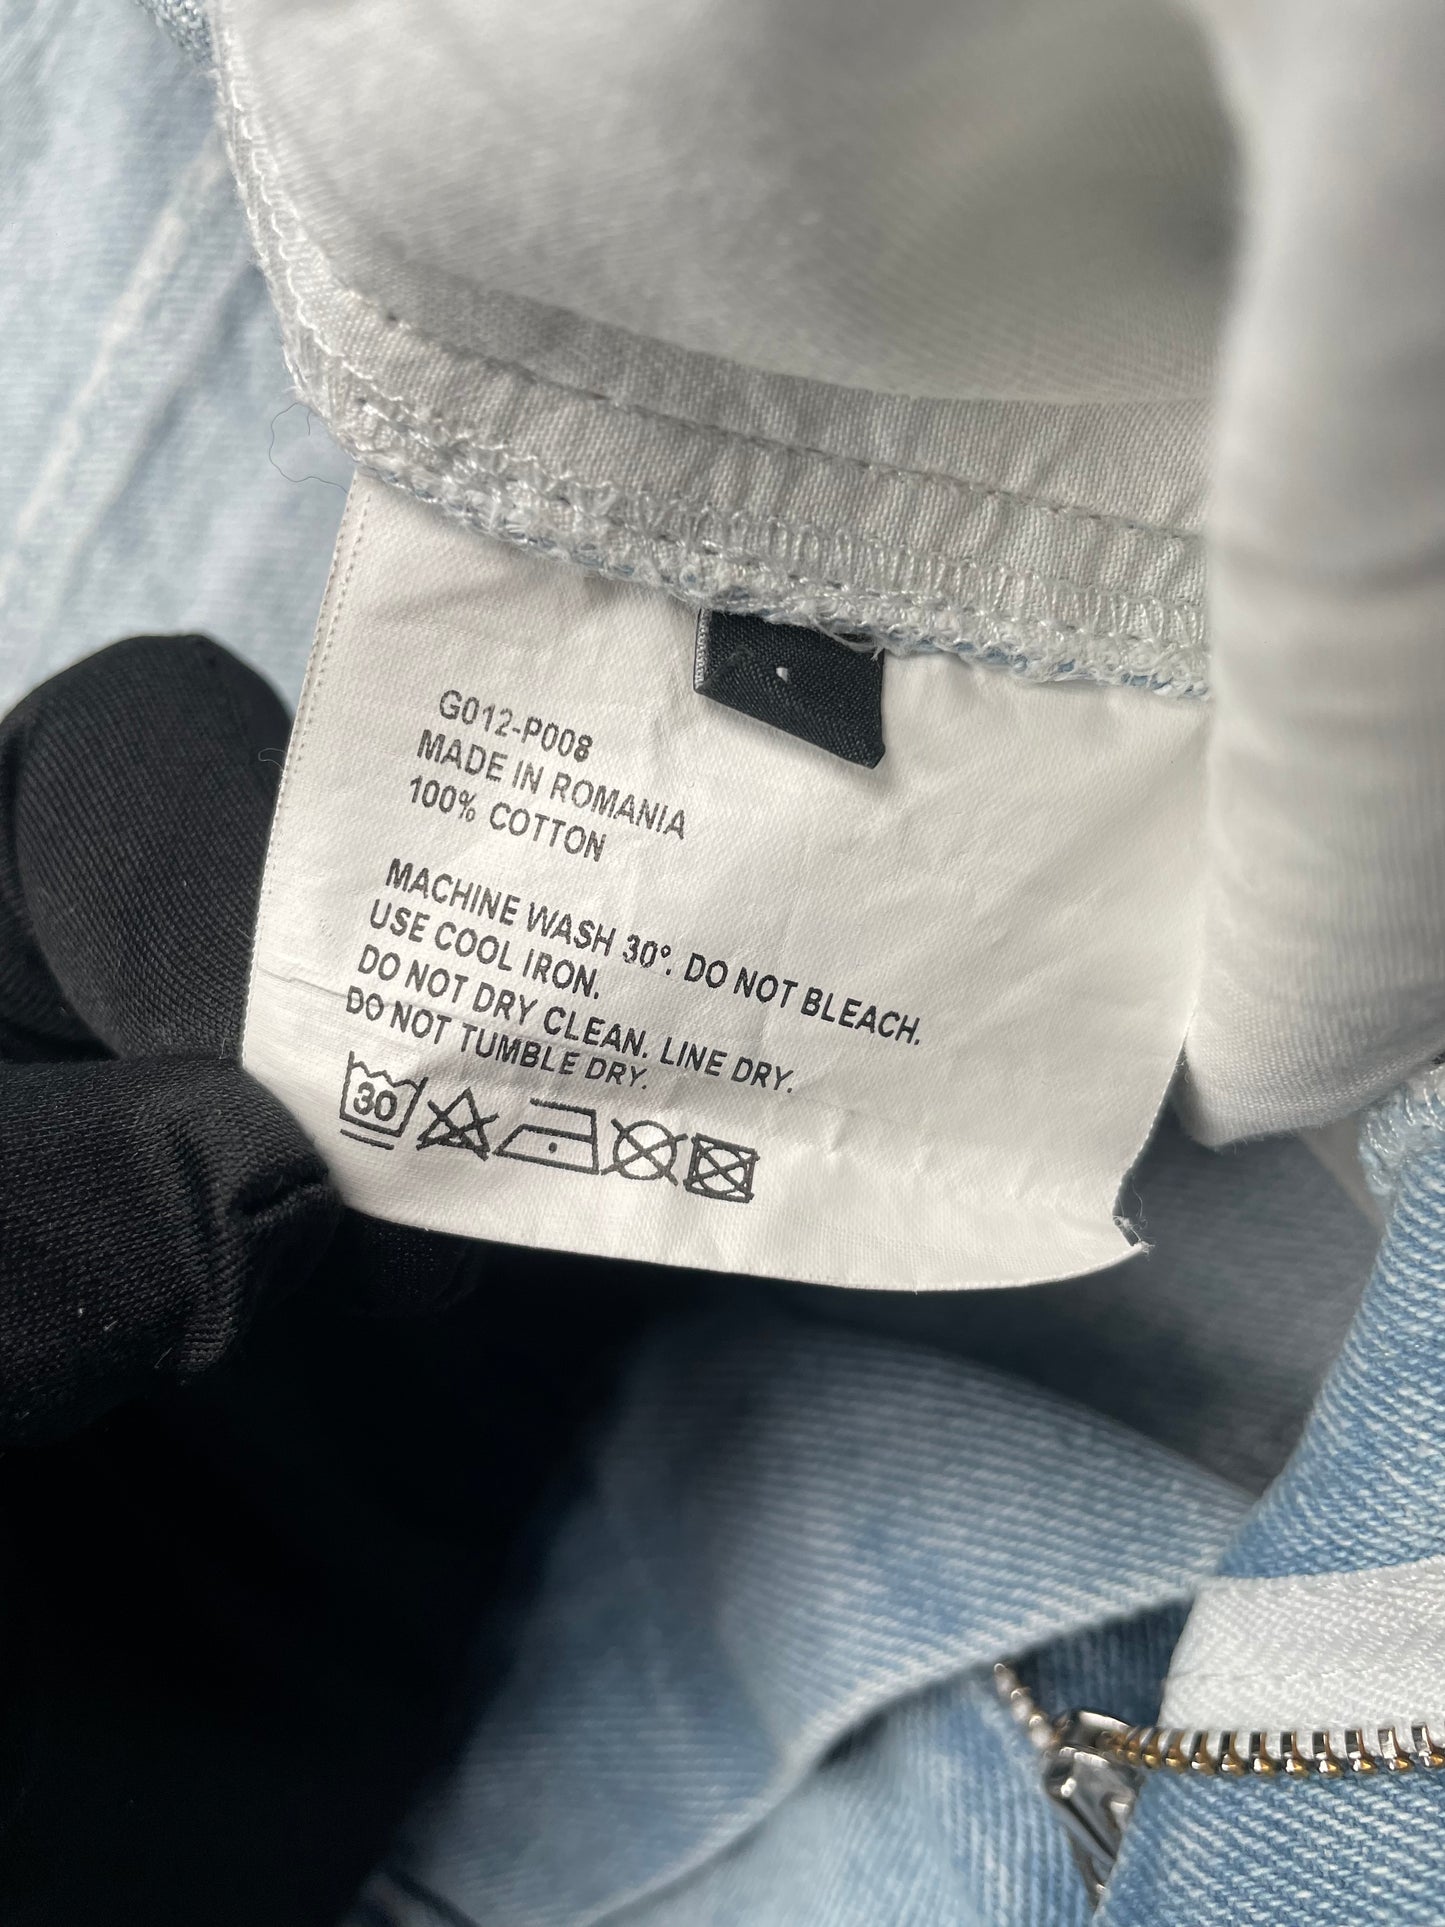 G012-P008
MADE IN ROMANIA
100% COTTON
MACHINE WASH 30°. DO NOT BLEACH.
USE COOL IRON.
DO NOT DRY CLEAN. LINE DRY.
DO NOT TUMBLE DRY.
30